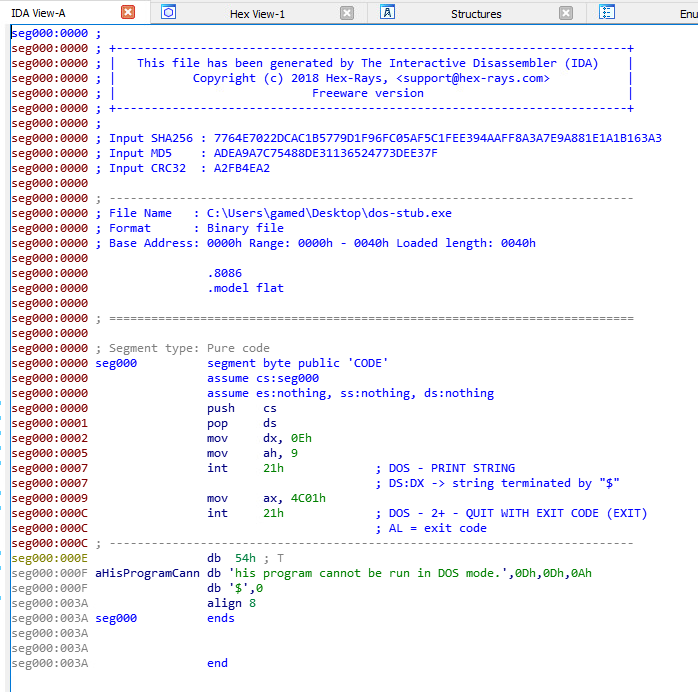 IDA View-A Hex View-1 Structures Enu
seg000:0000 ;
seg000:0000 ; +-------------------------------------------------------------------------+
seg000:0000 ; | This file has been generated by The Interactive Disassembler (IDA) |
seg000:0000 ; | Copyright (c) 2018 Hex-Rays, <support@hex-rays.com> |
seg000:0000 ; | Freeware version |
seg000:0000 ; +-------------------------------------------------------------------------+
seg000:0000 ;
seg000:0000 ; Input SHA256 : 7764E7022DCAC1B5779D1F96FC05AF5C1FEE394AAFF8A3A7E9A881E1A1B163A3
seg000:0000 ; Input MD5 : ADEA9A7C75488DE31136524773DEE37F
seg000:0000 ; Input CRC32 : A2FB4EA2
seg000:0000
seg000:0000 ; ---------------------------------------------------------------------------
seg000:0000 ; File Name : C:\Users\gamed\Desktop\dos-stub.exe
seg000:0000 ; Format : Binary file
seg000:0000 ; Base Address: 0000h Range: 0000h - 0040h Loaded length: 0040h
seg000:0000
seg000:0000 .8086
seg000:0000 .model flat
seg000:0000
seg000:0000 ; ===========================================================================
seg000:0000
seg000:0000 ; Segment type: Pure code
seg000:0000 seg000 segment byte public 'CODE'
seg000:0000 assume cs:seg000
seg000:0000 assume es:nothing, ss:nothing, ds:nothing
seg000:0000 push cs
seg000:0001 pop ds
seg000:0002 mov dx, 0Eh
seg000:0005 mov ah, 9
seg000:0007 int 21h ; DOS - PRINT STRING
seg000:0007 ; DS:DX -> string terminated by "$"
seg000:0009 mov ax, 4C01h
seg000:000C int 21h ; DOS - 2+ - QUIT WITH EXIT CODE (EXIT)
seg000:000C ; AL = exit code
seg000:000C ; ---------------------------------------------------------------------------
seg000:000E db 54h ; T
seg000:000F aHisProgramCann db 'his program cannot be run in DOS mode.',0Dh,0Dh,0Ah
seg000:000F db '$',0
seg000:003A align 8
seg000:003A seg000 ends
seg000:003A
seg000:003A
seg000:003A end